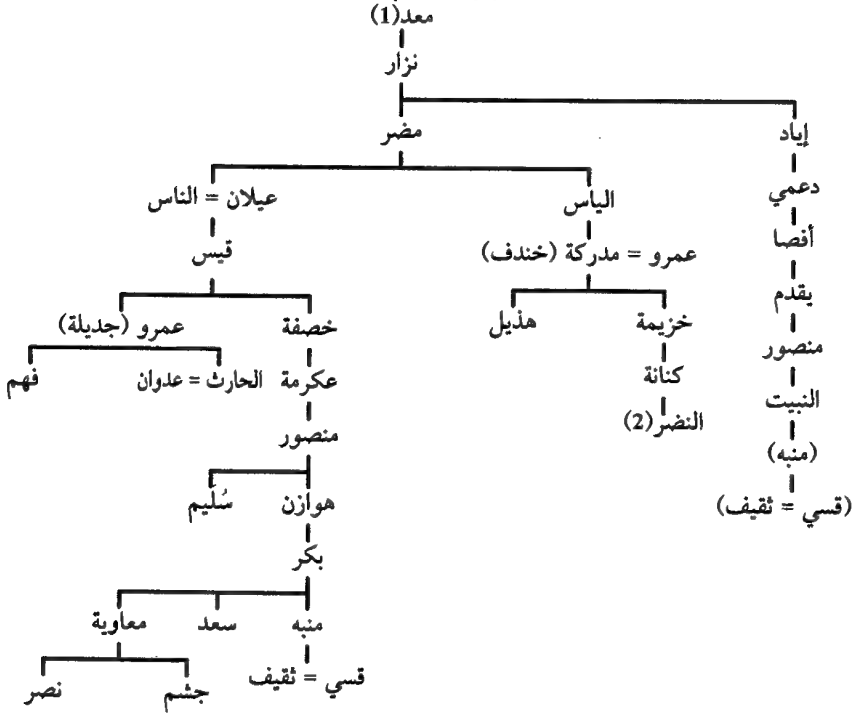 معد(1)
نزار
إياد
مضر
دعمي
الياس
عيلان = الناس
أفصا
عمرو = مدركة (خندف)
قيس
يقدم
خزيمة
هذيل
خصفة
عمرو (جديلة)
منصور
كنانة
عكرمة
الحارث = عدوان
فهم
النبيت
النضر(2)
منصور
(منبه)
هوازن
سُليم
(قسي = ثقيف)
بكر
منبه
سعد
معاوية
قسي = ثقيف
جشم
نصر